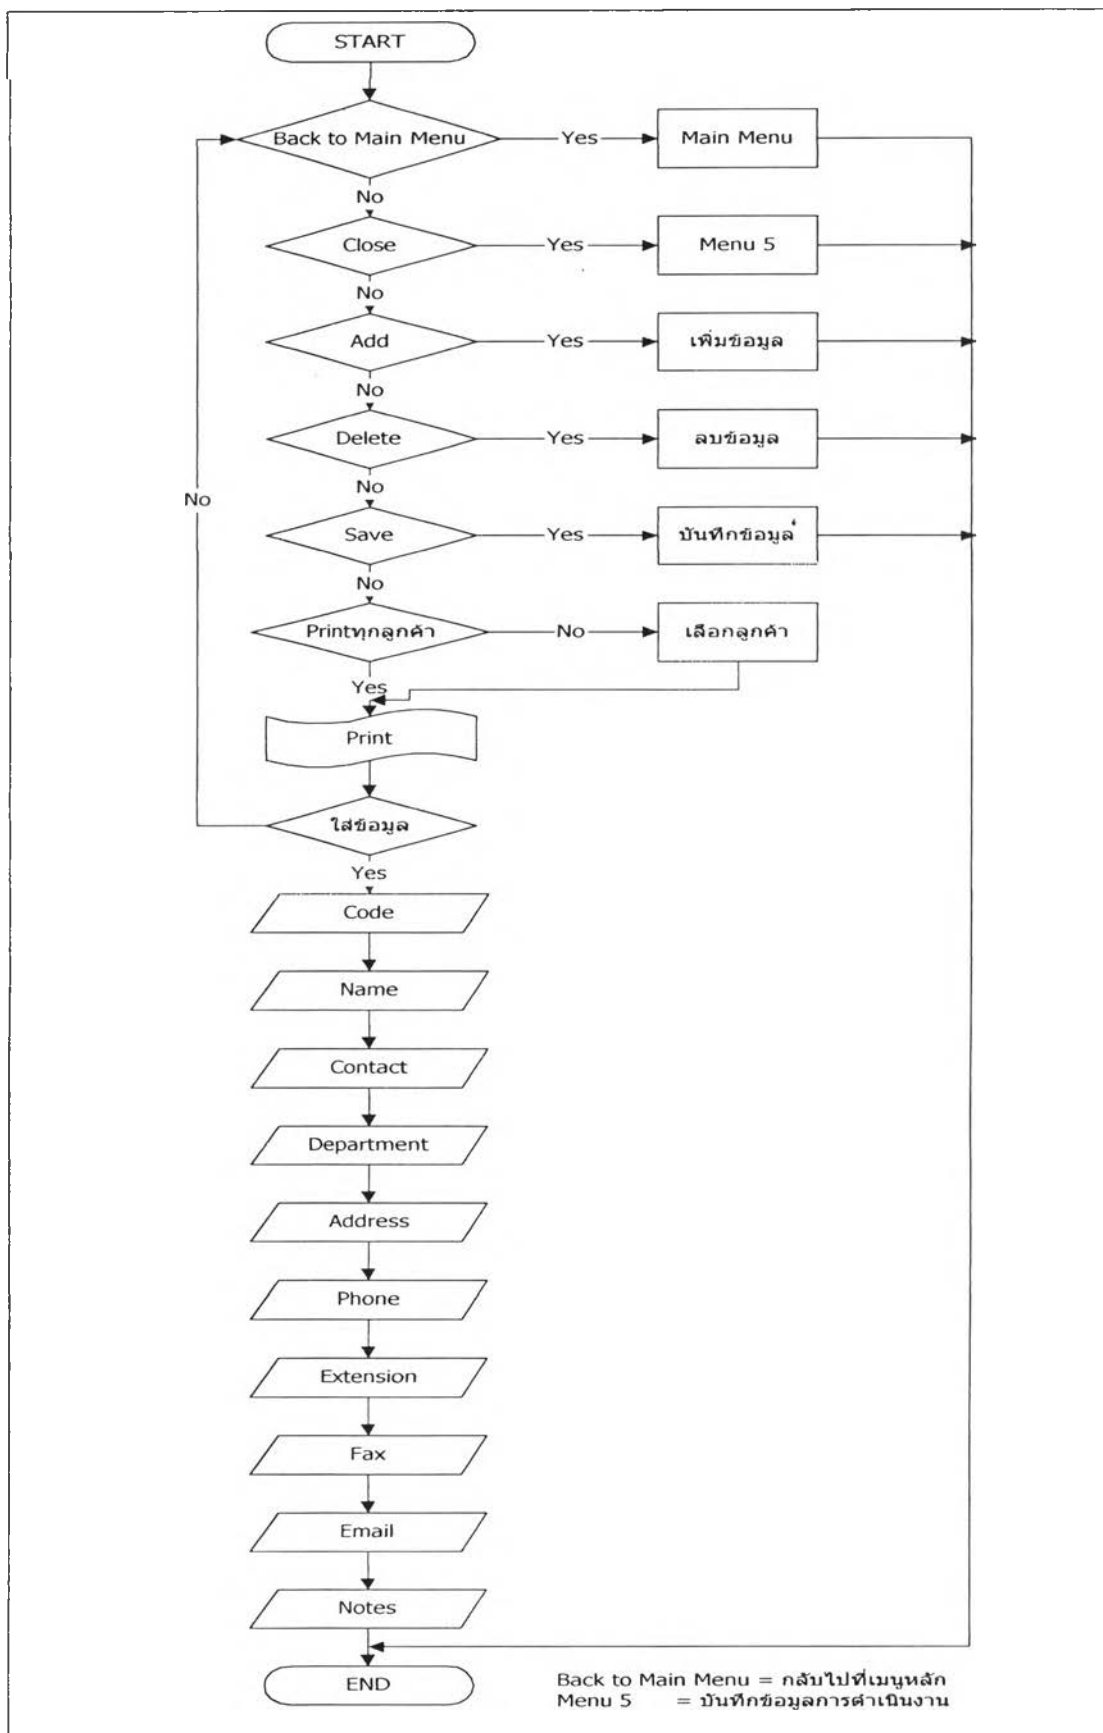 START
Back to Main Menu
Yes
Main Menu
No
Close
Yes
Menu 5
No
Add
Yes
เพิ่มข้อมูล
No
Delete
Yes
ลบข้อมูล
No
No
Save
Yes
บันทึกข้อมูล
No
Printทุกลูกค้า
No
เลือกลูกค้า
Yes
Print
ใส่ข้อมูล
Yes
Code
Name
Contact
Department
Address
Phone
Extension
Fax
Email
Notes
END
Back to Main Menu = กลับไปที่เมนูหลัก
Menu 5 = บันทึกข้อมูลการดำเนินงาน